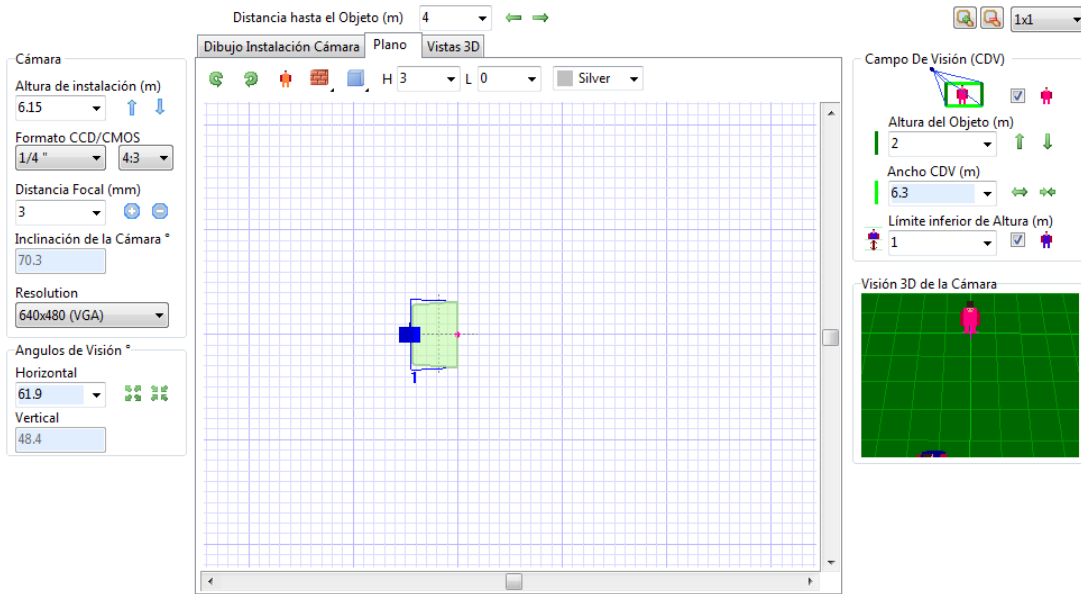 Distancia hasta el Objeto (m) 4
1x1
Dibujo Instalación Cámara Plano Vistas 3D
H 3 L 0 Silver
Cámara
Altura de instalación (m)
6.15
Formato CCD/CMOS
1/4 " 4:3
Distancia Focal (mm)
3
Inclinación de la Cámara °
70.3
Resolution
640x480 (VGA)
Angulos de Visión °
Horizontal
61.9
Vertical
48.4
1
Campo De Visión (CDV)
Altura del Objeto (m)
2
Ancho CDV (m)
6.3
Límite inferior de Altura (m)
1
Visión 3D de la Cámara